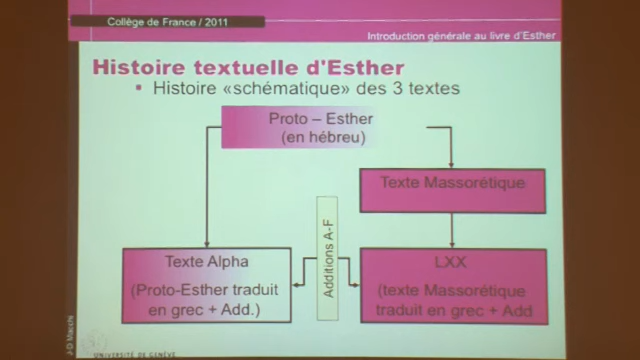 Collège de France / 2011
Introduction générale au livre d'Esther
Histoire textuelle d'Esther
▪ Histoire «schématique» des 3 textes
Proto – Esther
(en hébreu)
Texte Massorétique
Additions A-F
Texte Alpha
(Proto-Esther traduit
en grec + Add.)
LXX
(texte Massorétique
traduit en grec + Add
J-D Macchi
UNIVERSITÉ DE GENÈVE